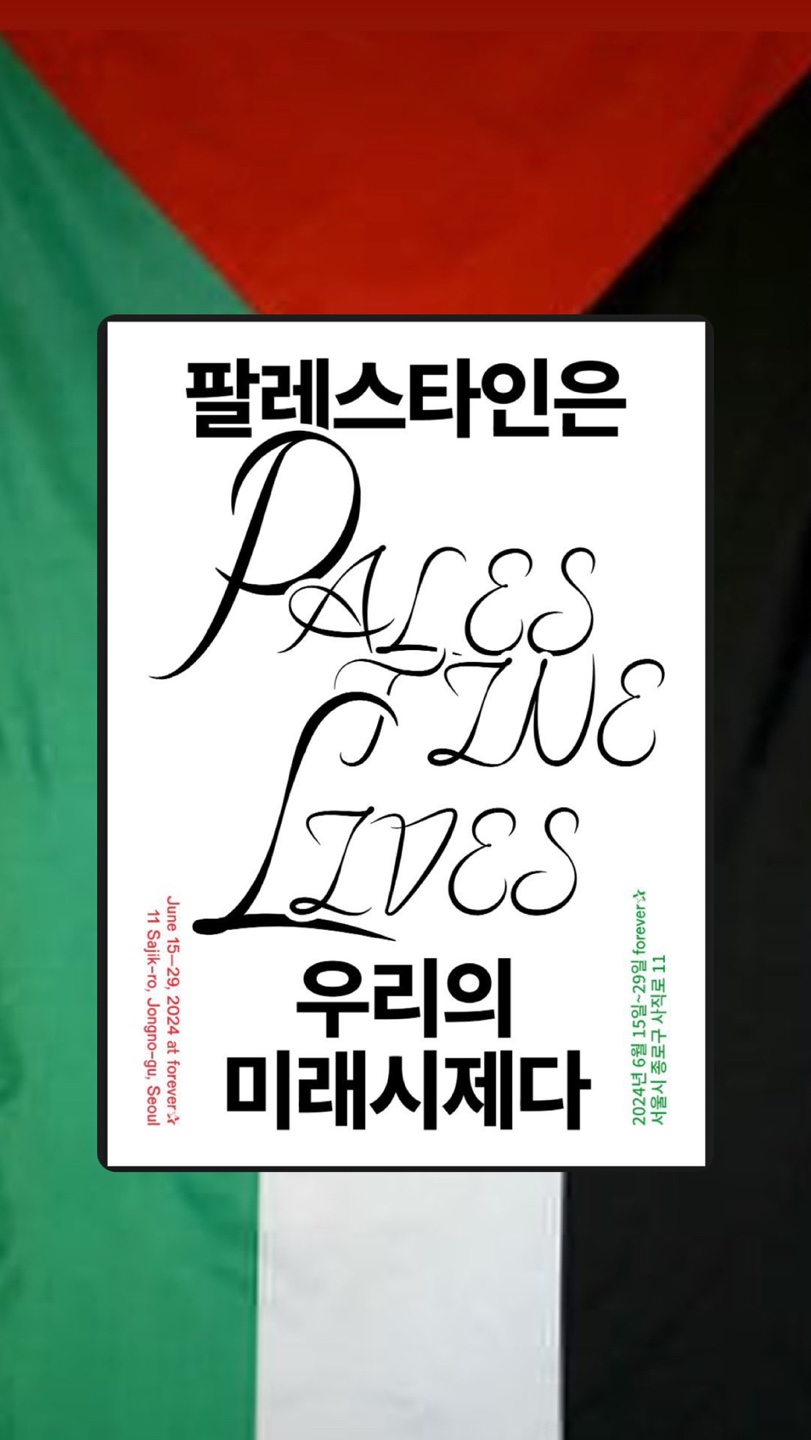 팔레스타인은
PALES
TINE
LIVES
우리의
미래시제다
June 15–29, 2024 at forever✰
11 Sajik-ro, Jongno-gu, Seoul
2024년 6월 15일~29일 forever✰
서울시 종로구 사직로 11